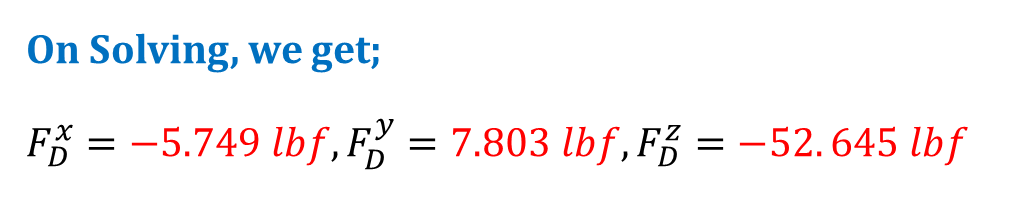 On Solving, we get;
$F_D^x = -5.749\ lbf, F_D^y = 7.803\ lbf, F_D^z = -52.645\ lbf$